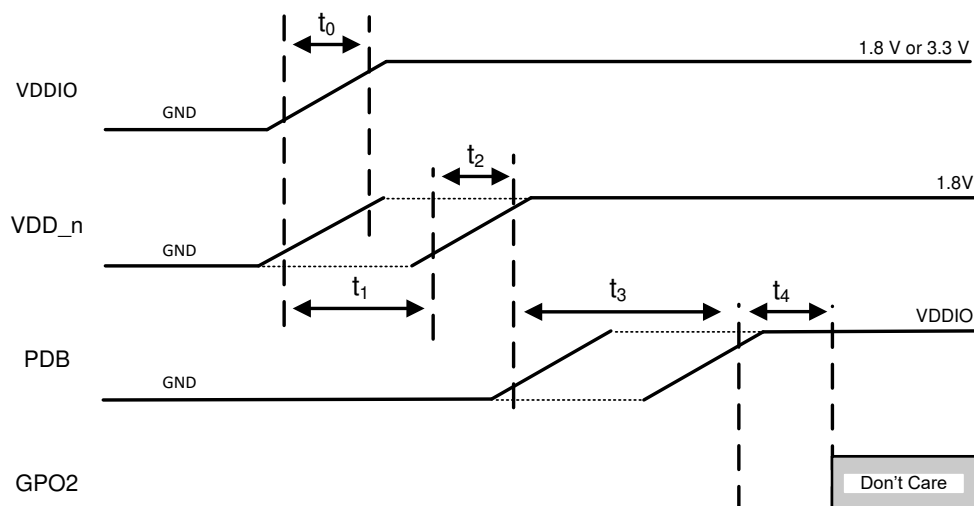 t0
1.8 V or 3.3 V
VDDIO
GND
t2
1.8V
VDD_n
GND
t1
t3
t4
VDDIO
PDB
GND
GPO2
Don't Care